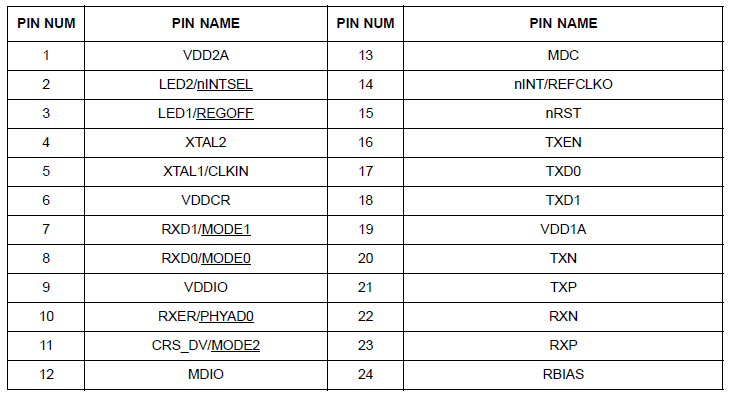 PIN NUM PIN NAME PIN NUM PIN NAME
1 VDD2A 13 MDC
2 LED2/nINTSEL 14 nINT/REFCLKO
3 LED1/REGOFF 15 nRST
4 XTAL2 16 TXEN
5 XTAL1/CLKIN 17 TXD0
6 VDDCR 18 TXD1
7 RXD1/MODE1 19 VDD1A
8 RXD0/MODE0 20 TXN
9 VDDIO 21 TXP
10 RXER/PHYAD0 22 RXN
11 CRS_DV/MODE2 23 RXP
12 MDIO 24 RBIAS